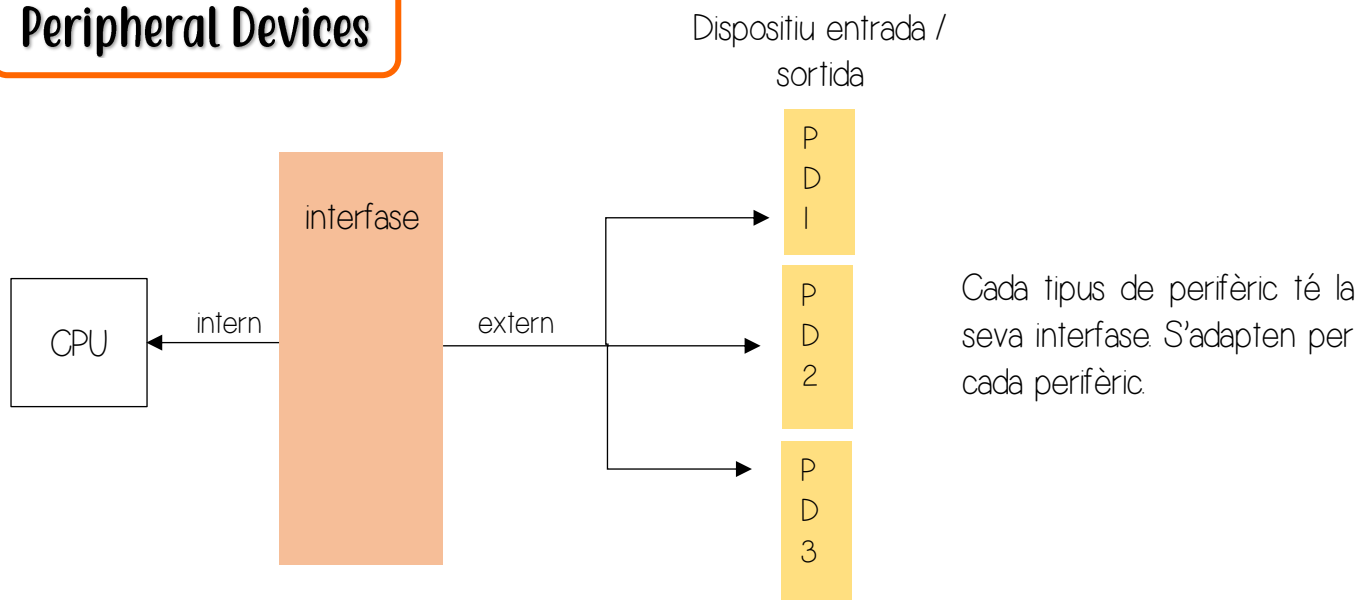 Peripheral Devices
Dispositiu entrada /
sortida
P
D
1
interfase
CPU
intern
extern
P
D
2
Cada tipus de perifèric té la
seva interfase. S'adapten per
cada perifèric.
P
D
3